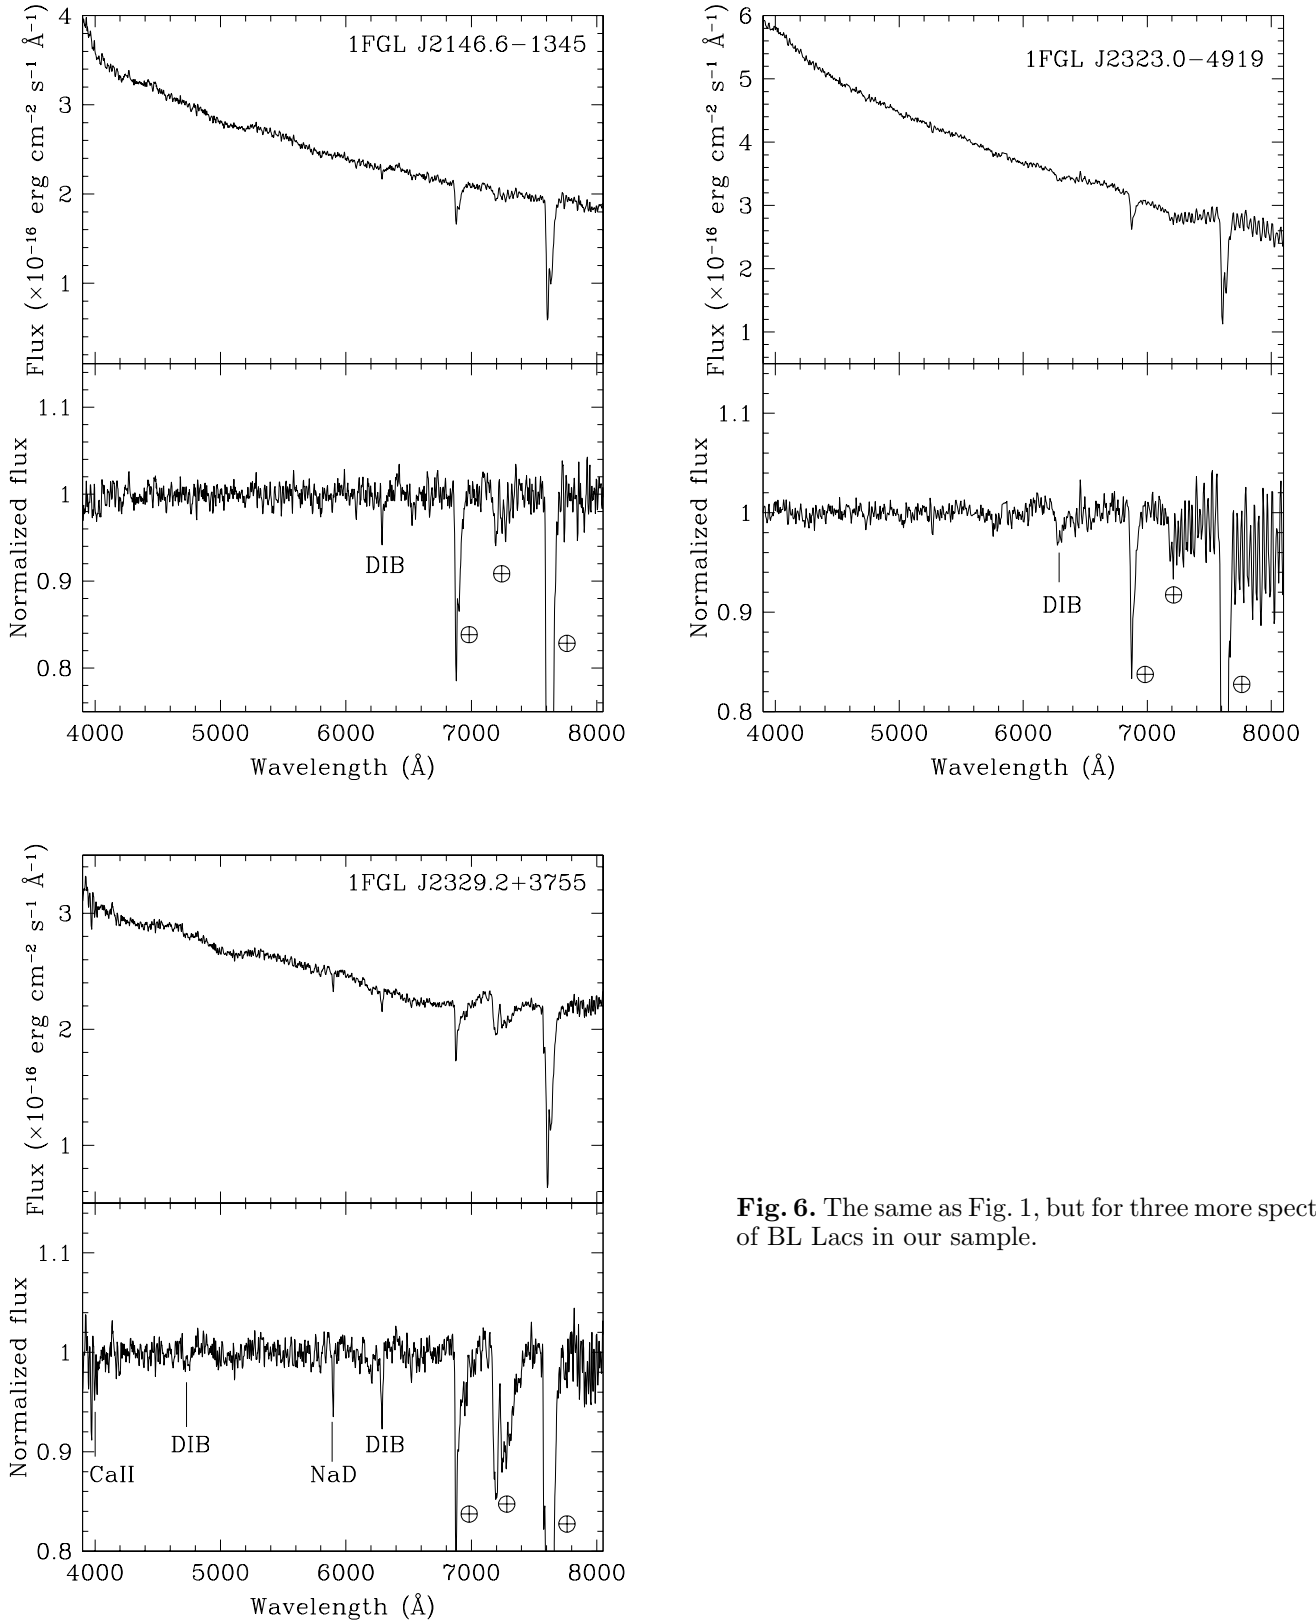 1FGL J2146.6−1345
Flux (×10⁻¹⁶ erg cm⁻² s⁻¹ Å⁻¹)
4
3
2
1
Normalized flux
1.1
1
0.9
0.8
DIB
⊕
⊕
⊕
4000 5000 6000 7000 8000
Wavelength (Å)
1FGL J2323.0−4919
Flux (×10⁻¹⁶ erg cm⁻² s⁻¹ Å⁻¹)
6
5
4
3
2
1
Normalized flux
1.1
1
0.9
0.8
DIB
⊕
⊕
⊕
4000 5000 6000 7000 8000
Wavelength (Å)
1FGL J2329.2+3755
Flux (×10⁻¹⁶ erg cm⁻² s⁻¹ Å⁻¹)
3
2
1
Normalized flux
1.1
1
0.9
0.8
DIB
DIB
CaII
NaD
⊕
⊕
⊕
4000 5000 6000 7000 8000
Wavelength (Å)
Fig. 6. The same as Fig. 1, but for three more spect
of BL Lacs in our sample.